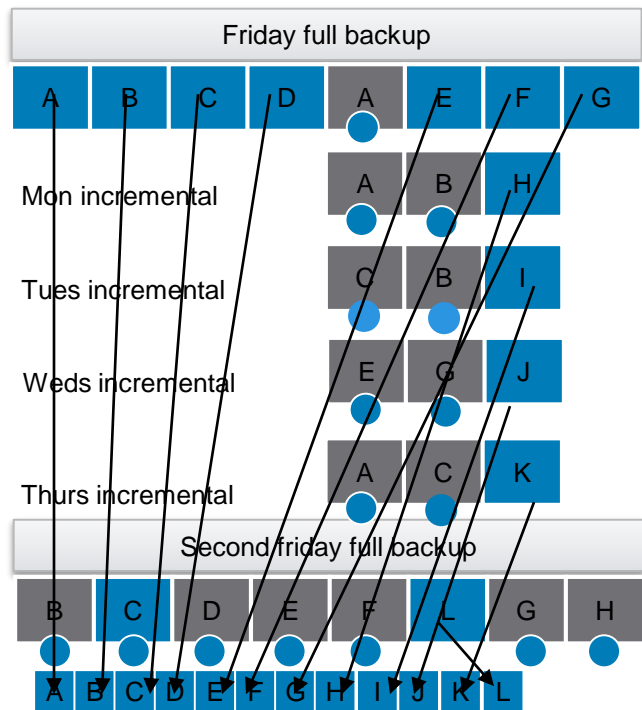 Friday full backup
A B C D A E F G
Mon incremental A B H
Tues incremental C B I
Weds incremental E G J
Thurs incremental A C K
Second friday full backup
B C D E F L G H
A B C D E F G H I J K L